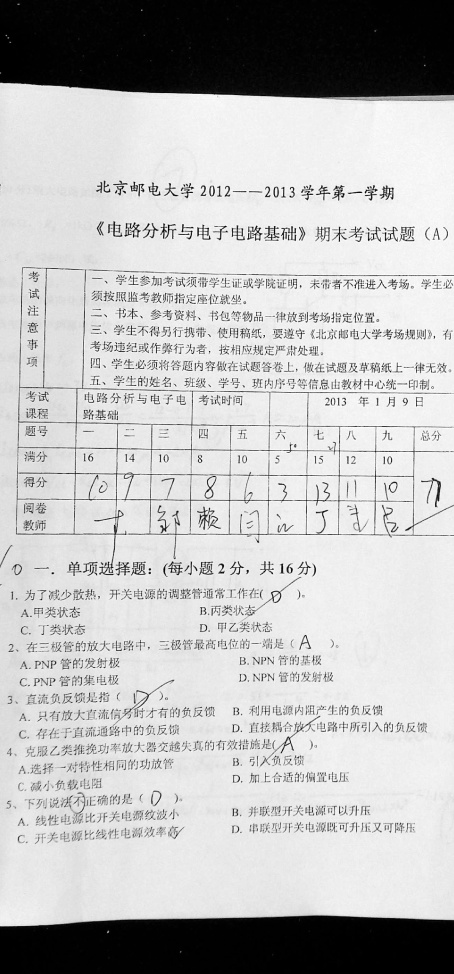 北京邮电大学2012——2013学年第一学期
《电路分析与电子电路基础》期末考试试题（A）
考试注意事项
一、学生参加考试须带学生证或学院证明，未带者不准进入考场。学生必
须按照监考教师指定座位就坐。
二、书本、参考资料、书包等物品一律放到考场指定位置。
三、学生不得另行携带、使用稿纸，要遵守《北京邮电大学考场规则》，有
考场违纪或作弊行为者，按相应规定严肃处理。
四、学生必须将答题内容做在试题答卷上，做在试题及草稿纸上一律无效。
五、学生的姓名、班级、学号、班内序号等信息由教材中心统一印制。
考试课程 电路分析与电子电路基础 考试时间 2013 年 1 月 9 日
题号 一 二 三 四 五 六 七 八 九 总分
满分 16 14 10 8 10 5 15 12 10
得分 10 9 7 8 6 3 13 11 10 77
阅卷教师
10 一．单项选择题：(每小题 2 分，共 16 分)
1. 为了减少散热，开关电源的调整管通常工作在( D )。
A.甲类状态 B.丙类状态
C. 丁类状态 D. 甲乙类状态
2、在三极管的放大电路中，三极管最高电位的一端是（ A ）。
A. PNP 管的发射极 B. NPN 管的基极
C. PNP 管的集电极 D. NPN 管的发射极
3、直流负反馈是指（ D ）。
A. 只有放大直流信号时才有的负反馈 B. 利用电源内阻产生的负反馈
C. 存在于直流通路中的负反馈 D. 直接耦合放大电路中所引入的负反馈
4、克服乙类推挽功率放大器交越失真的有效措施是( A )。
A.选择一对特性相同的功放管 B. 引入负反馈
C. 减小负载电阻 D. 加上合适的偏置电压
5、下列说法不正确的是（ D ）。
A. 线性电源比开关电源纹波小 B. 并联型开关电源可以升压
C. 开关电源比线性电源效率高 D. 串联型开关电源既可升压又可降压